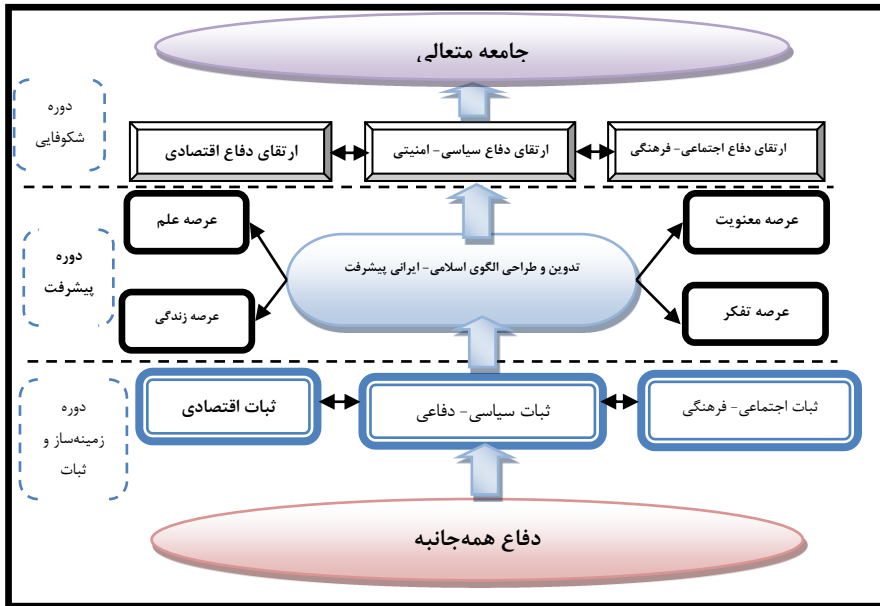 جامعه متعالی
دوره
شکوفایی
ارتقای دفاع اجتماعی- فرهنگی
ارتقای دفاع سیاسی- امنیتی
ارتقای دفاع اقتصادی
عرصه معنویت
عرصه علم
دوره
پیشرفت
تدوین و طراحی الگوی اسلامی- ایرانی پیشرفت
عرصه تفکر
عرصه زندگی
دوره
زمینه‌ساز و
ثبات
ثبات اجتماعی- فرهنگی
ثبات سیاسی- دفاعی
ثبات اقتصادی
دفاع همه‌جانبه